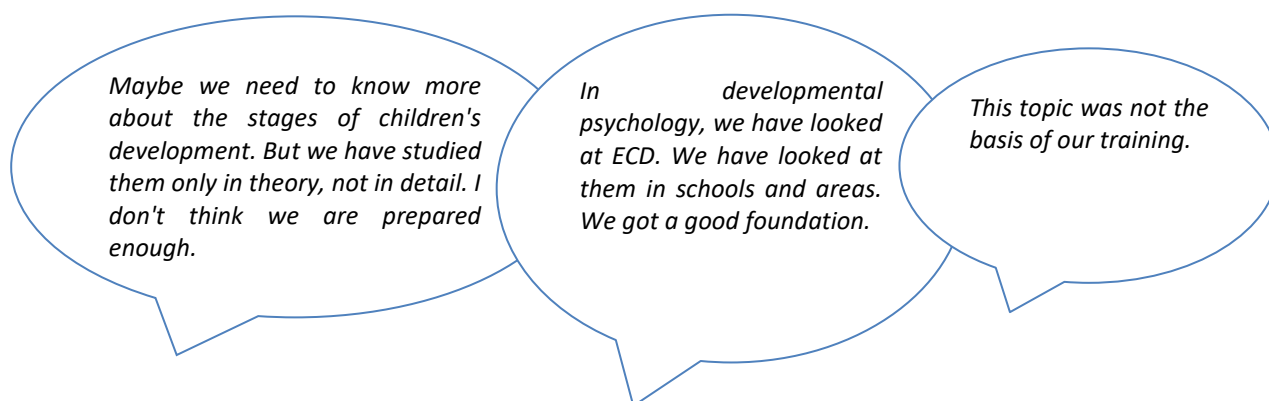 Maybe we need to know more
about the stages of children's
development. But we have studied
them only in theory, not in detail. I
don't think we are prepared
enough.
In developmental
psychology, we have looked
at ECD. We have looked at
them in schools and areas.
We got a good foundation.
This topic was not the
basis of our training.